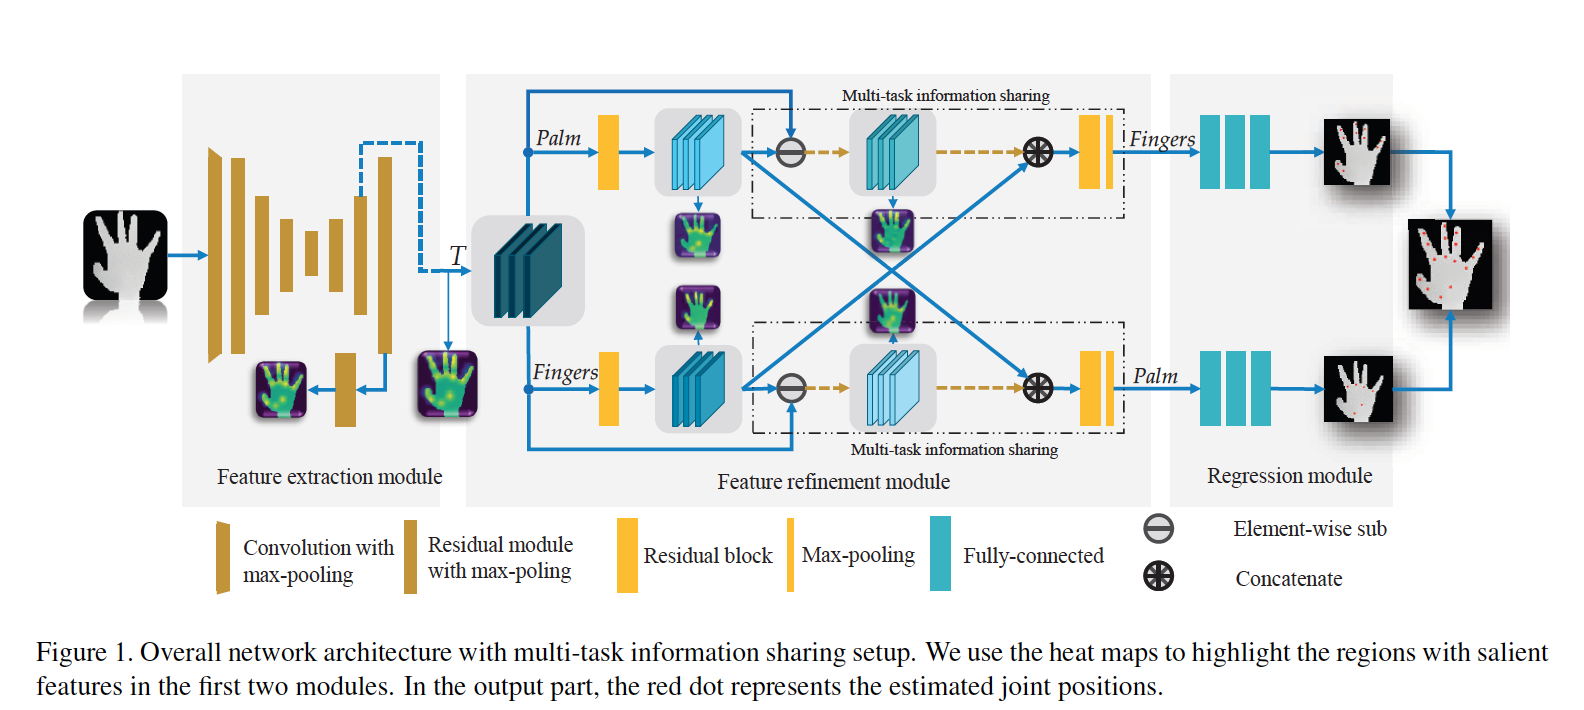 Multi-task information sharing
Palm
Fingers
T
Fingers
Palm
Multi-task information sharing
Feature extraction module
Feature refinement module
Regression module
Convolution with
max-pooling
Residual module
with max-poling
Residual block
Max-pooling
Fully-connected
Element-wise sub
Concatenate
Figure 1. Overall network architecture with multi-task information sharing setup. We use the heat maps to highlight the regions with salient
features in the first two modules. In the output part, the red dot represents the estimated joint positions.